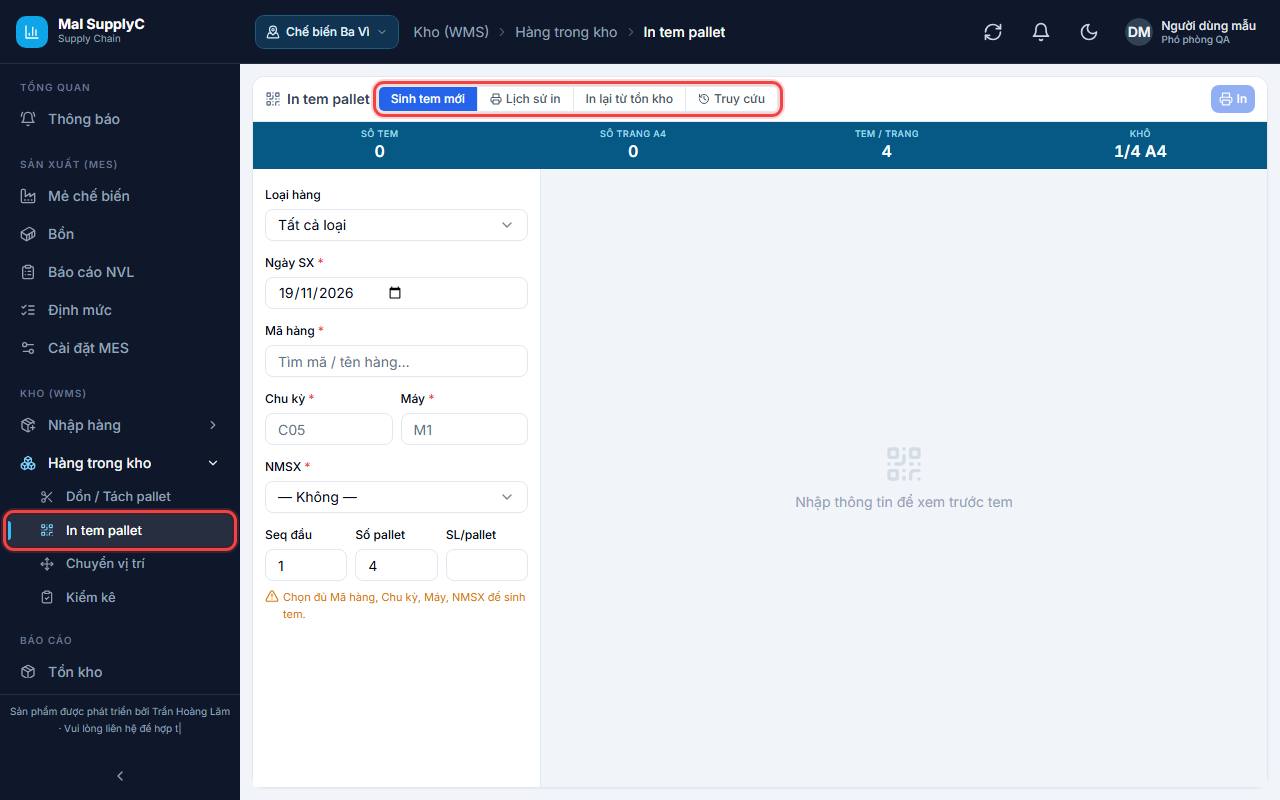 Mal SupplyC
Supply Chain
Chế biến Ba Vì
Kho (WMS)
Hàng trong kho
In tem pallet
DM
Người dùng mẫu
Phó phòng QA
TỔNG QUAN
Thông báo
SẢN XUẤT (MES)
Mẻ chế biến
Bồn
Báo cáo NVL
Định mức
Cài đặt MES
KHO (WMS)
Nhập hàng
Hàng trong kho
Dồn / Tách pallet
In tem pallet
Chuyển vị trí
Kiểm kê
BÁO CÁO
Tồn kho
Sản phẩm được phát triển bởi Trần Hoàng Lâm
- Vui lòng liên hệ để hợp t|
In tem pallet
Sinh tem mới
Lịch sử in
In lại từ tồn kho
Truy cứu
In
SỐ TEM
0
SỐ TRANG A4
0
TEM / TRANG
4
KHỔ
1/4 A4
Loại hàng
Tất cả loại
Ngày SX *
19/11/2026
Mã hàng *
Tìm mã / tên hàng...
Chu kỳ *
Máy *
C05
M1
NMSX *
— Không —
Seq đầu
Số pallet
SL/pallet
1
4
Chọn đủ Mã hàng, Chu kỳ, Máy, NMSX để sinh
tem.
Nhập thông tin để xem trước tem